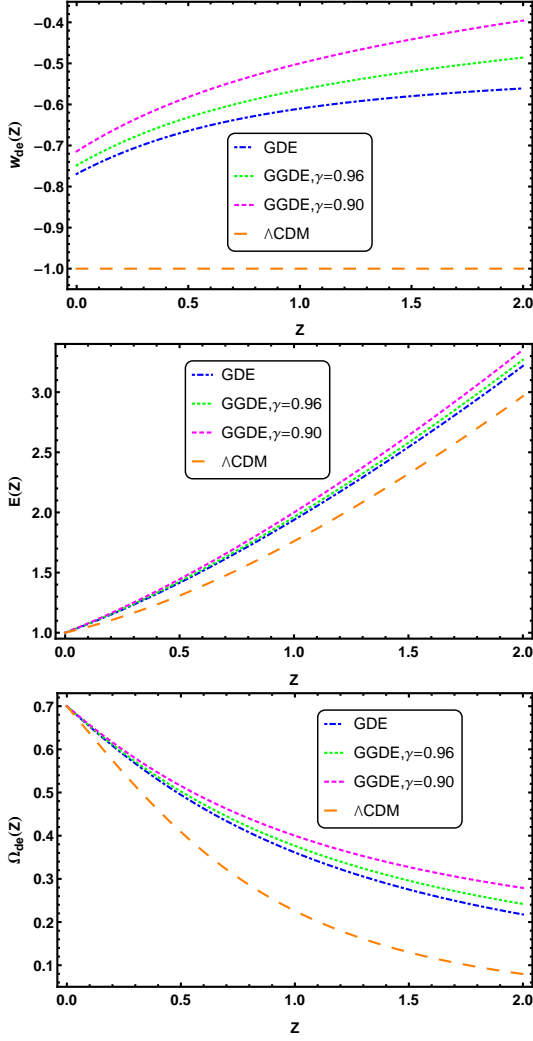 -0.4
-0.5
-0.6
-0.7
-0.8
-0.9
-1.0
w_de(Z)
GDE
GGDE,γ=0.96
GGDE,γ=0.90
ΛCDM
0.0 0.5 1.0 1.5 2.0
Z
3.0
2.5
2.0
1.5
1.0
E(Z)
GDE
GGDE,γ=0.96
GGDE,γ=0.90
ΛCDM
0.0 0.5 1.0 1.5 2.0
Z
0.7
0.6
0.5
0.4
0.3
0.2
0.1
Ω_de(Z)
GDE
GGDE,γ=0.96
GGDE,γ=0.90
ΛCDM
0.0 0.5 1.0 1.5 2.0
Z